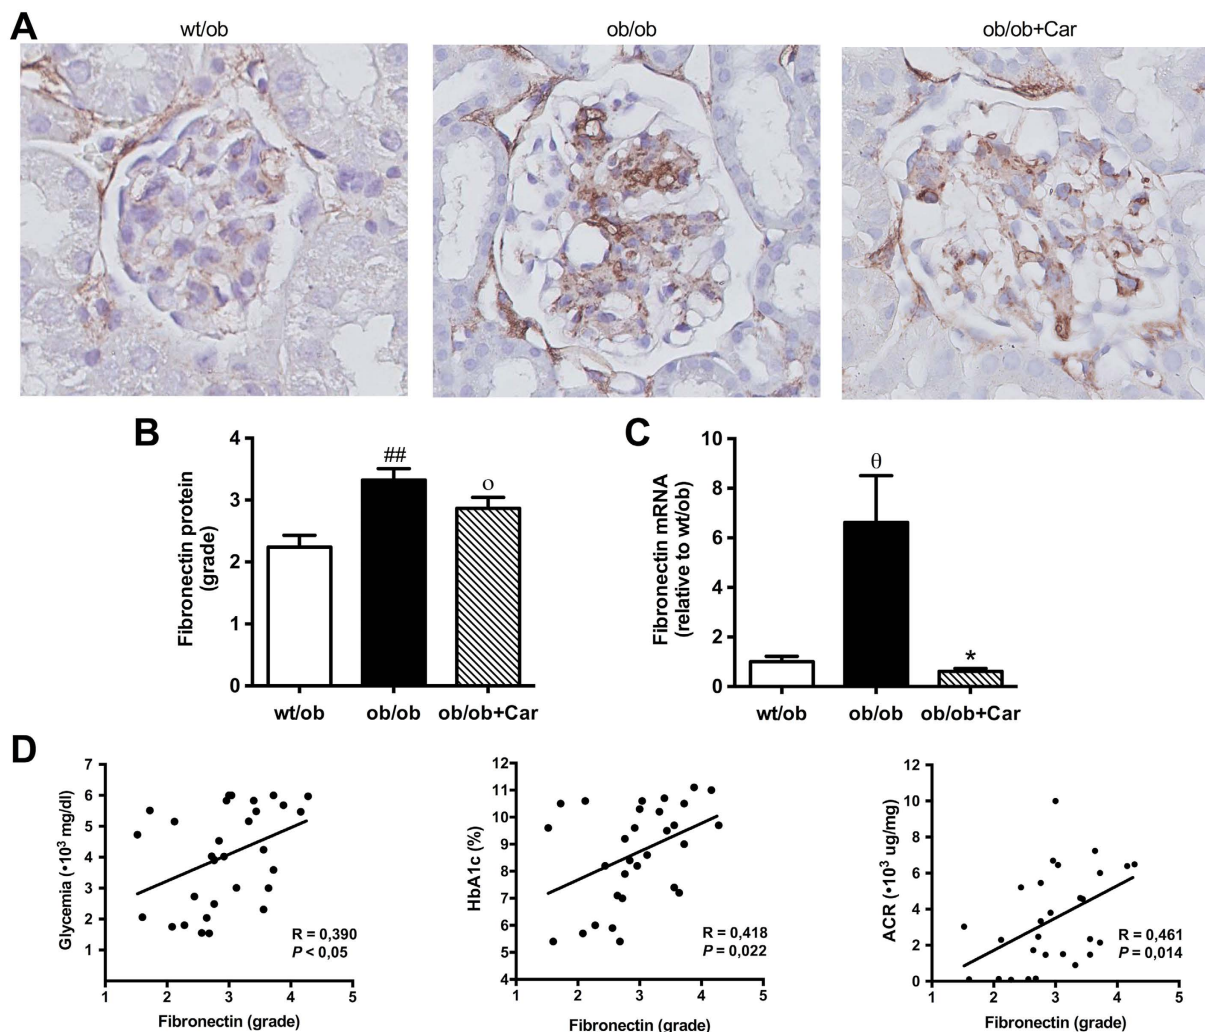 A
wt/ob
ob/ob
ob/ob+Car
B
Fibronectin protein
(grade)
4
3
2
1
0
##
o
wt/ob
ob/ob
ob/ob+Car
C
Fibronectin mRNA
(relative to wt/ob)
10
8
6
4
2
0
θ
*
wt/ob
ob/ob
ob/ob+Car
D
Glycemia (•10³ mg/dl)
7
6
5
4
3
2
1
R = 0,390
P < 0,05
1 2 3 4 5
Fibronectin (grade)
HbA1c (%)
12
11
10
9
8
7
6
5
4
R = 0,418
P = 0,022
1 2 3 4 5
Fibronectin (grade)
ACR (•10³ ug/mg)
12
10
8
6
4
2
0
R = 0,461
P = 0,014
1 2 3 4 5
Fibronectin (grade)